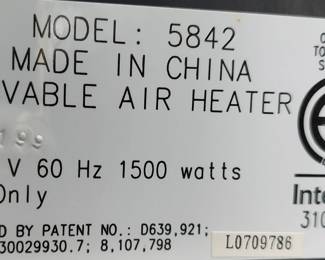 MODEL: 5842
MADE IN CHINA
VABLE AIR HEATER
199
V 60 Hz 1500 watts
Only
D BY PATENT NO.: D639,921;
30029930.7; 8,107,798
L0709786
Inte
310